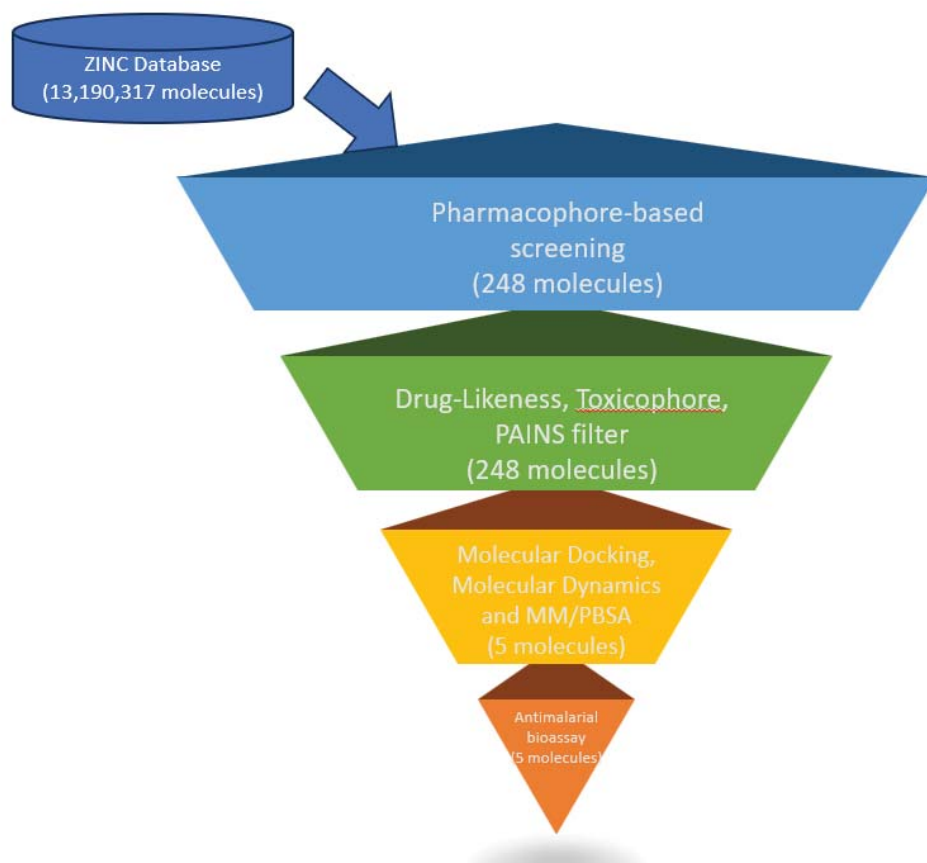 ZINC Database
(13,190,317 molecules)
Pharmacophore-based
screening
(248 molecules)
Drug-Likeness, Toxicophore,
PAINS filter
(248 molecules)
Molecular Docking,
Molecular Dynamics
and MM/PBSA
(5 molecules)
Antimalarial
bioassay
(5 molecules)